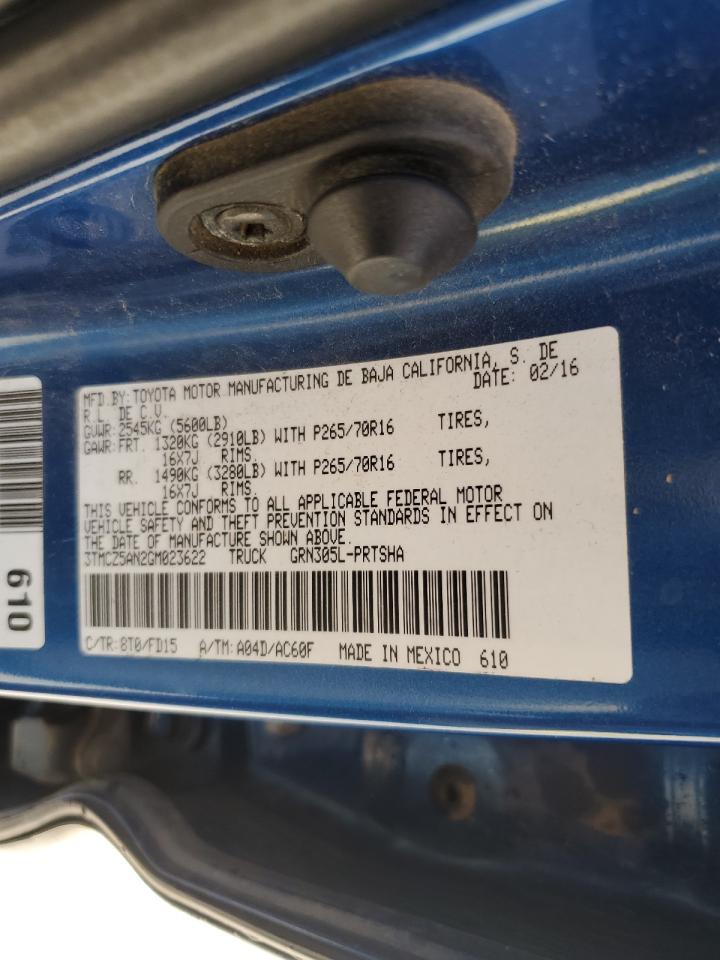 MFD.BY:TOYOTA MOTOR MANUFACTURING DE BAJA CALIFORNIA, S. DE
R.L. DE C.V. DATE: 02/16
GVWR:2545KG (5600LB)
GAWR:FRT. 1320KG (2910LB) WITH P265/70R16 TIRES,
16X7J RIMS.
RR. 1490KG (3280LB) WITH P265/70R16 TIRES,
16X7J RIMS.
THIS VEHICLE CONFORMS TO ALL APPLICABLE FEDERAL MOTOR
VEHICLE SAFETY AND THEFT PREVENTION STANDARDS IN EFFECT ON
THE DATE OF MANUFACTURE SHOWN ABOVE.
3TMCZ5AN2GM023622 TRUCK GRN305L-PRTSHA
C/TR:8T0/FD15 A/TM:A04D/AC60F MADE IN MEXICO 610
610